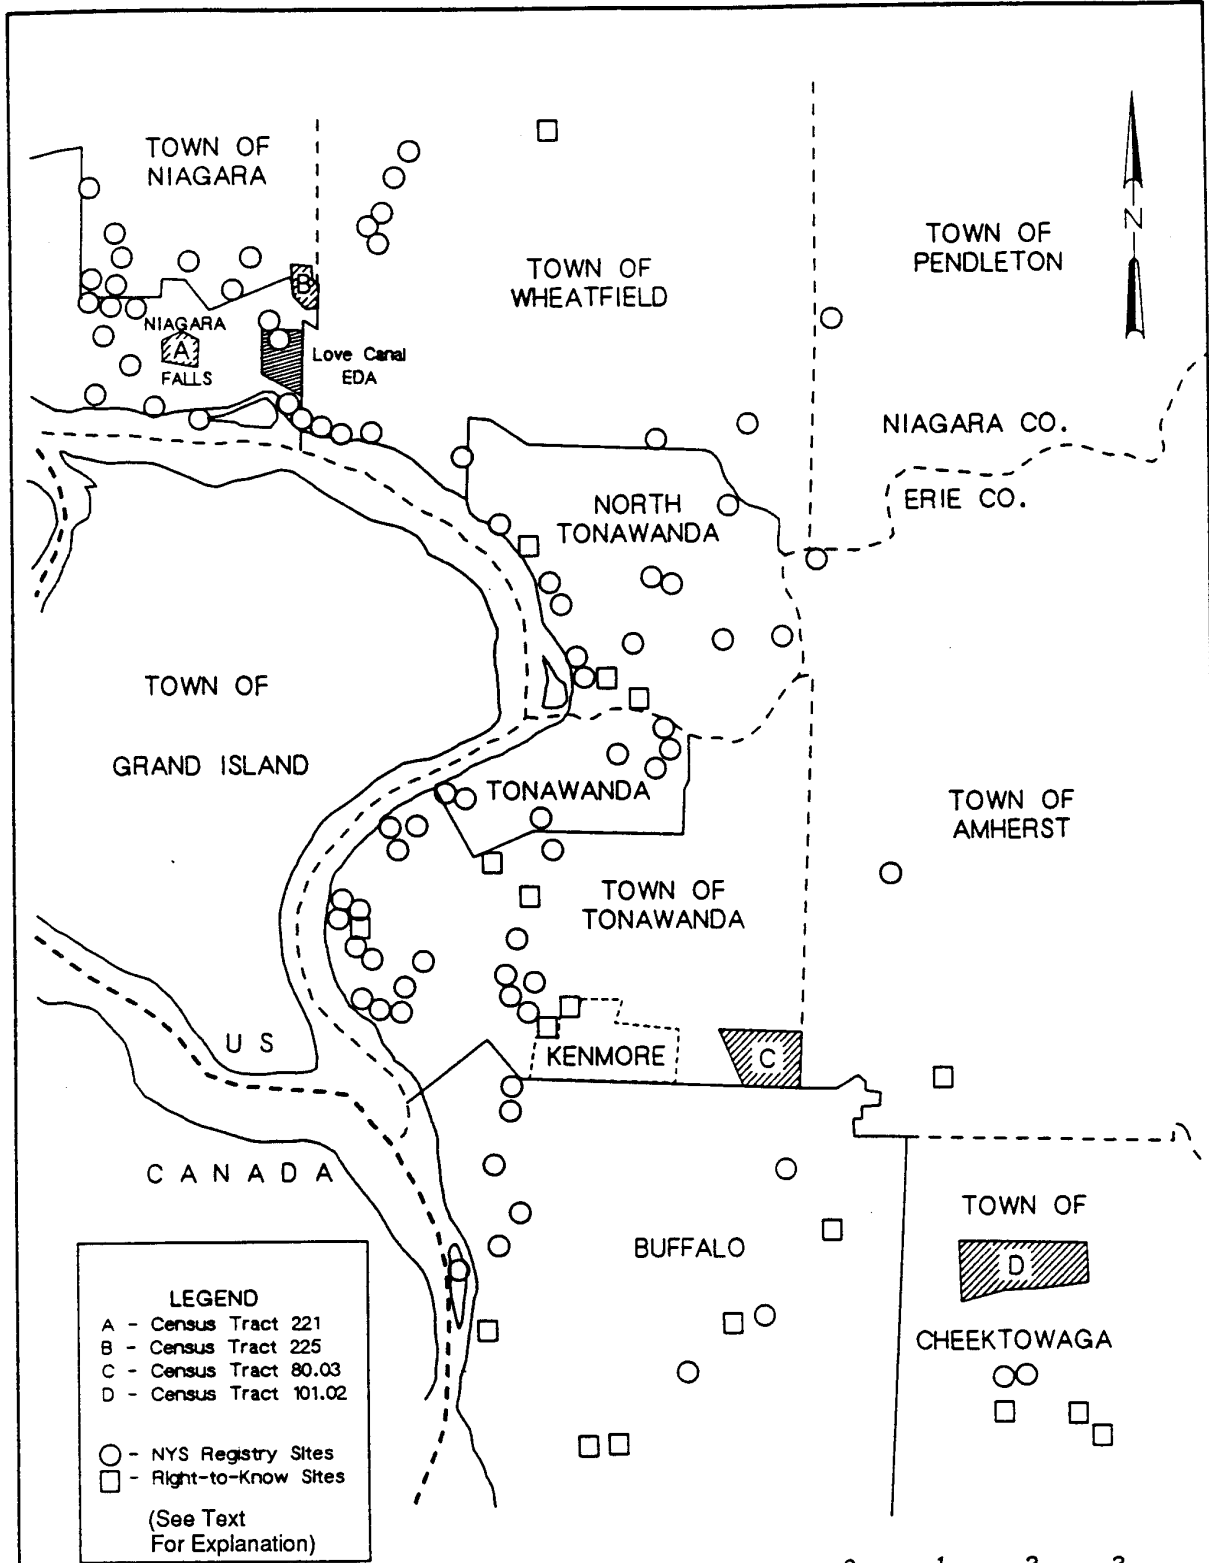 TOWN OF
NIAGARA
N
TOWN OF
PENDLETON
TOWN OF
WHEATFIELD
B
NIAGARA
A
FALLS
Love Canal
EDA
NIAGARA CO.
ERIE CO.
NORTH
TONAWANDA
TOWN OF
GRAND ISLAND
TONAWANDA
TOWN OF
AMHERST
TOWN OF
TONAWANDA
US
KENMORE
C
CANADA
TOWN OF
D
CHEEKTOWAGA
BUFFALO
LEGEND
A - Census Tract 221
B - Census Tract 225
C - Census Tract 80.03
D - Census Tract 101.02
- NYS Registry Sites
- Right-to-Know Sites
(See Text
For Explanation)